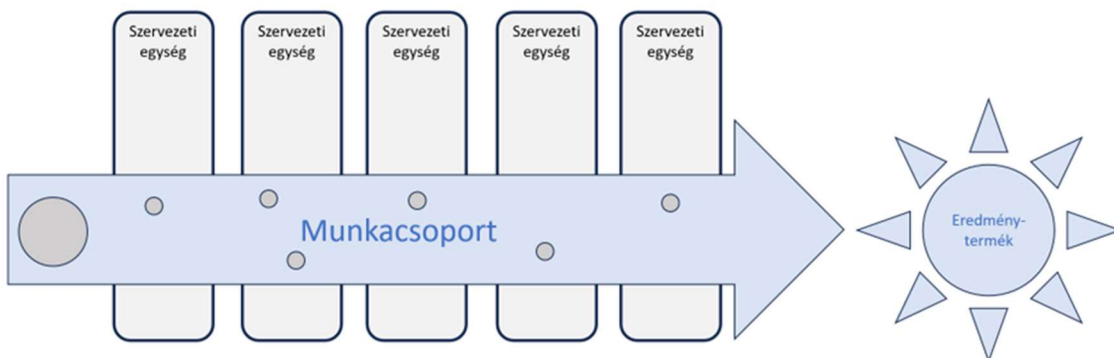 Szervezeti
egység
Szervezeti
egység
Szervezeti
egység
Szervezeti
egység
Szervezeti
egység
Munkacsoport
Eredmény-
termék